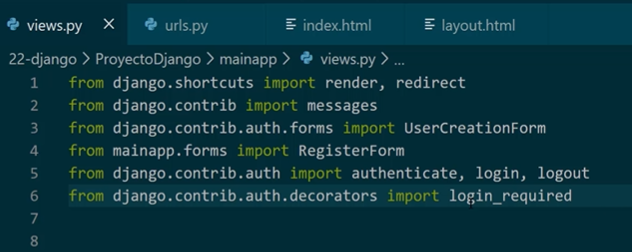 views.py × urls.py index.html layout.html
22-django > ProyectoDjango > mainapp > views.py > ...
1 from django.shortcuts import render, redirect
2 from django.contrib import messages
3 from django.contrib.auth.forms import UserCreationForm
4 from mainapp.forms import RegisterForm
5 from django.contrib.auth import authenticate, login, logout
6 from django.contrib.auth.decorators import login_required
7
8